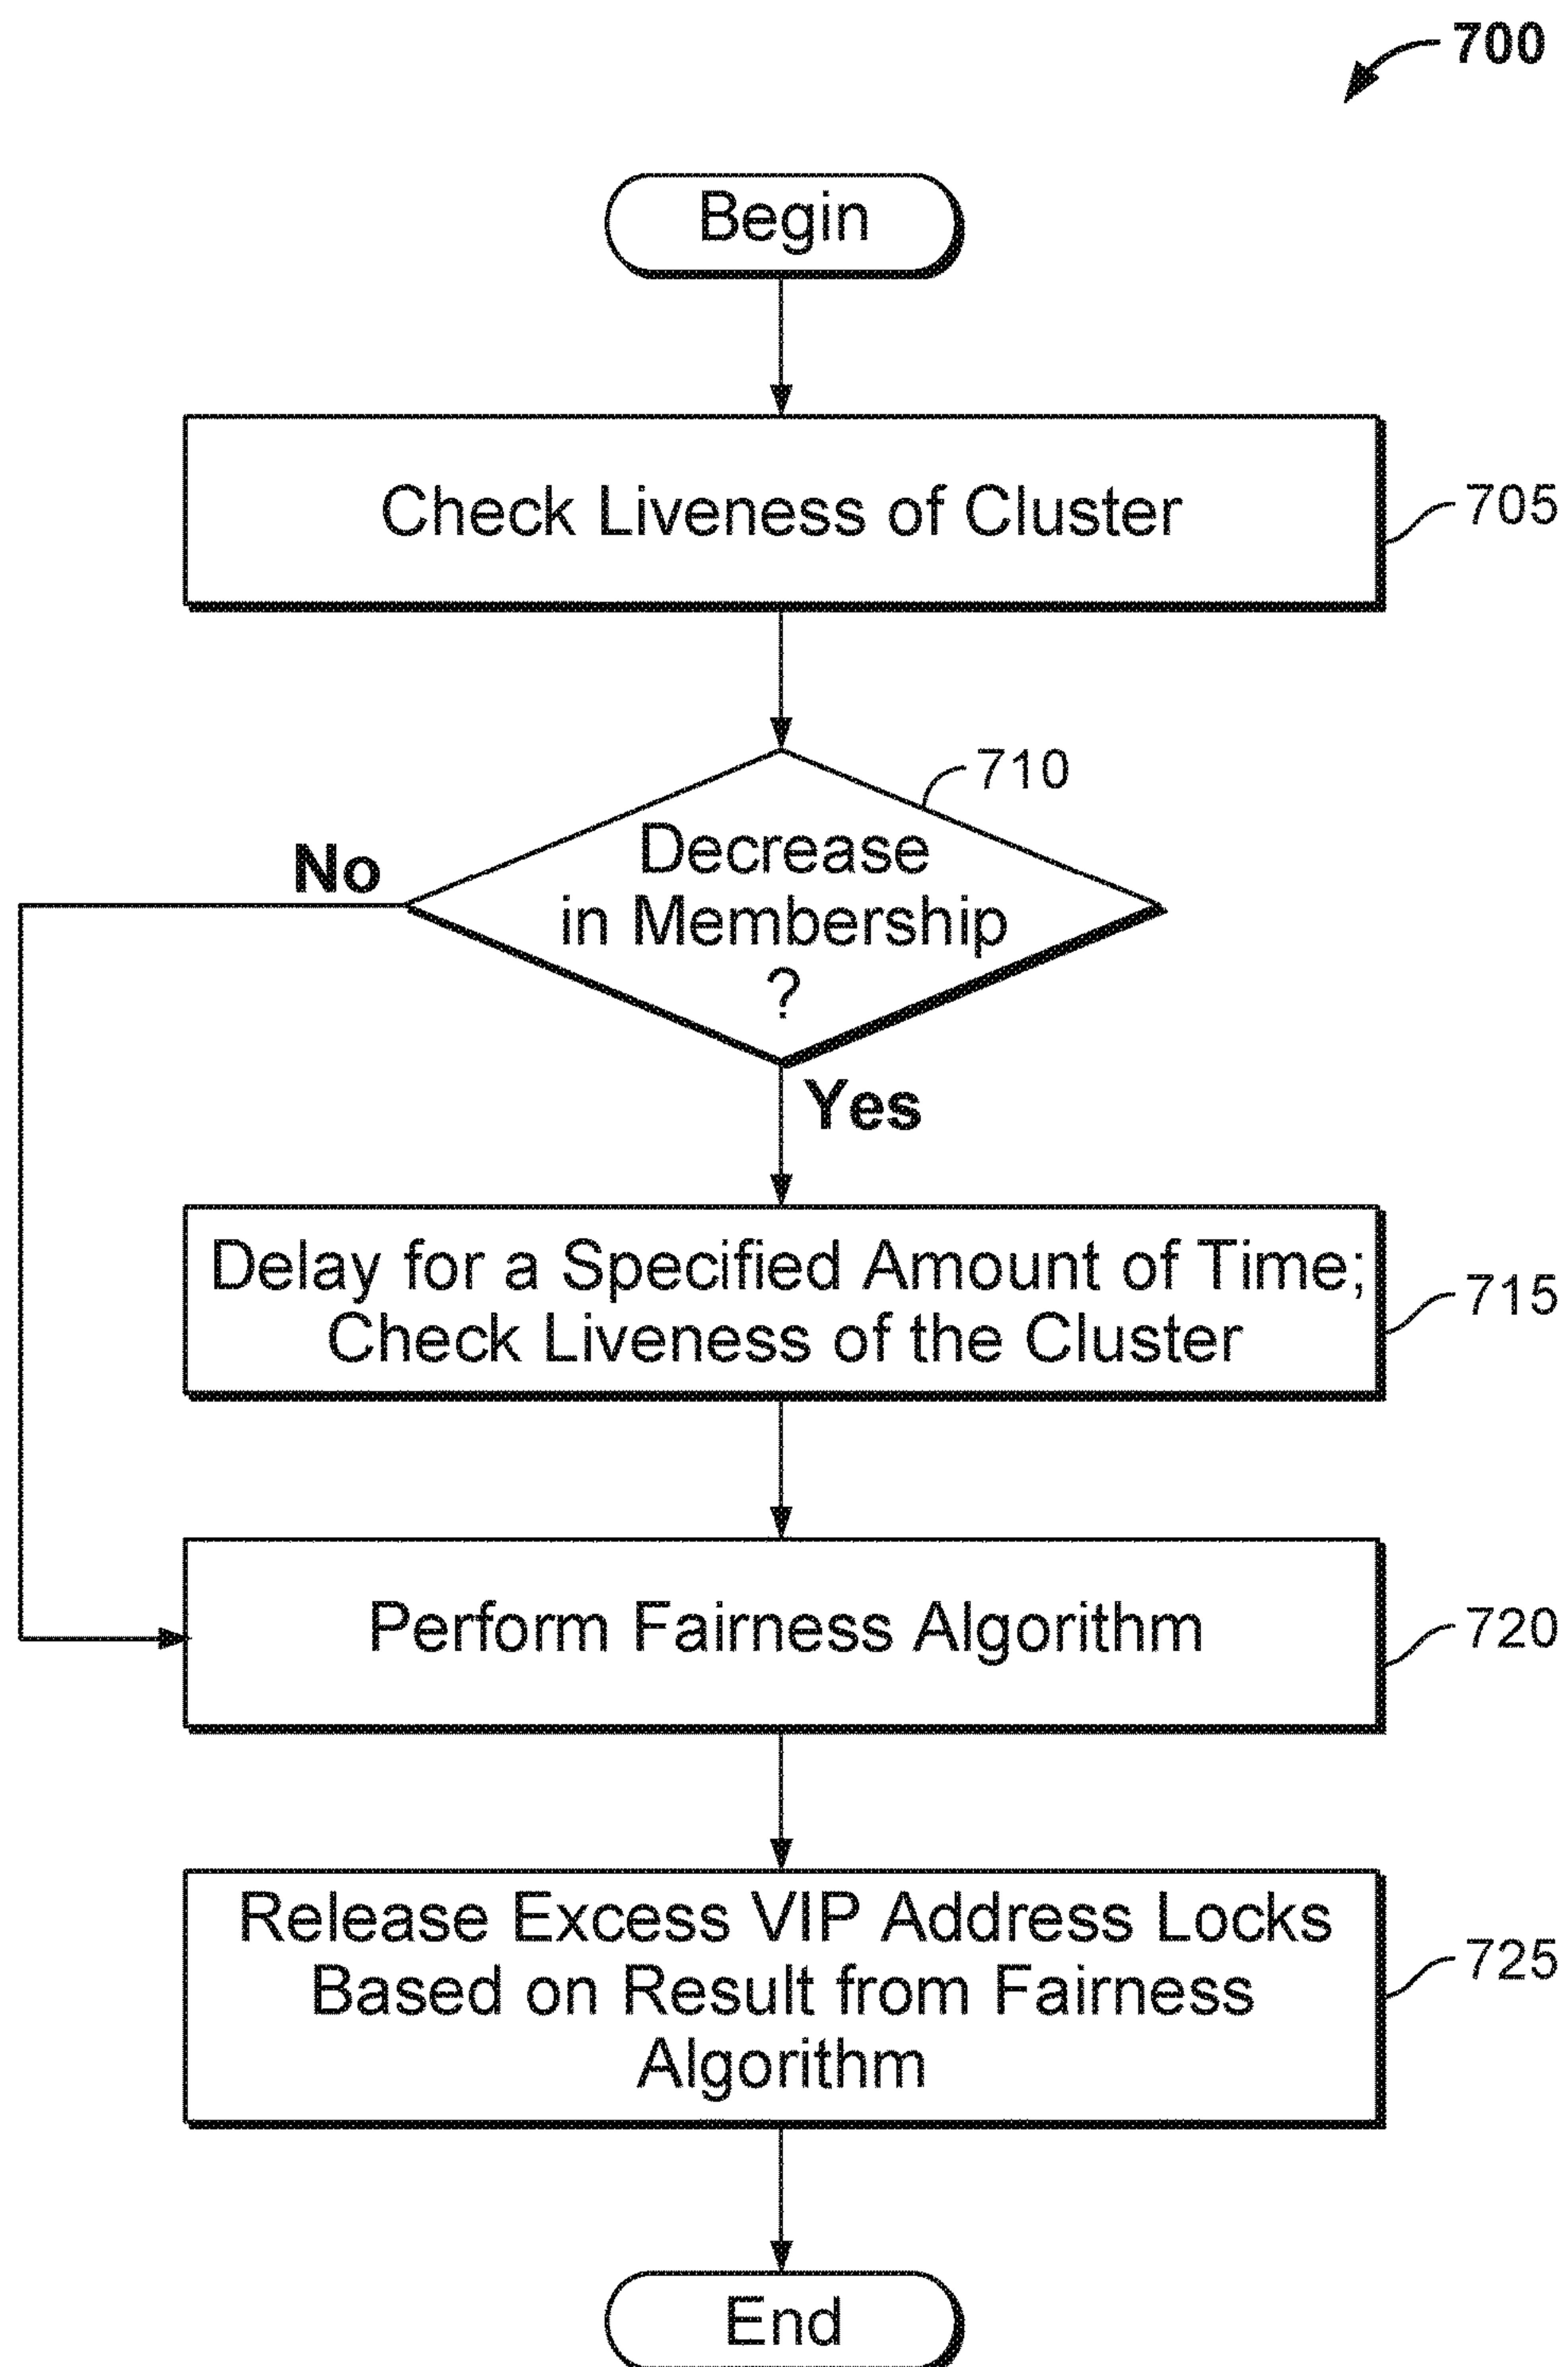 700
Begin
Check Liveness of Cluster
705
710
Decrease
in Membership
?
No
Yes
Delay for a Specified Amount of Time;
Check Liveness of the Cluster
715
Perform Fairness Algorithm
720
Release Excess VIP Address Locks
Based on Result from Fairness
Algorithm
725
End